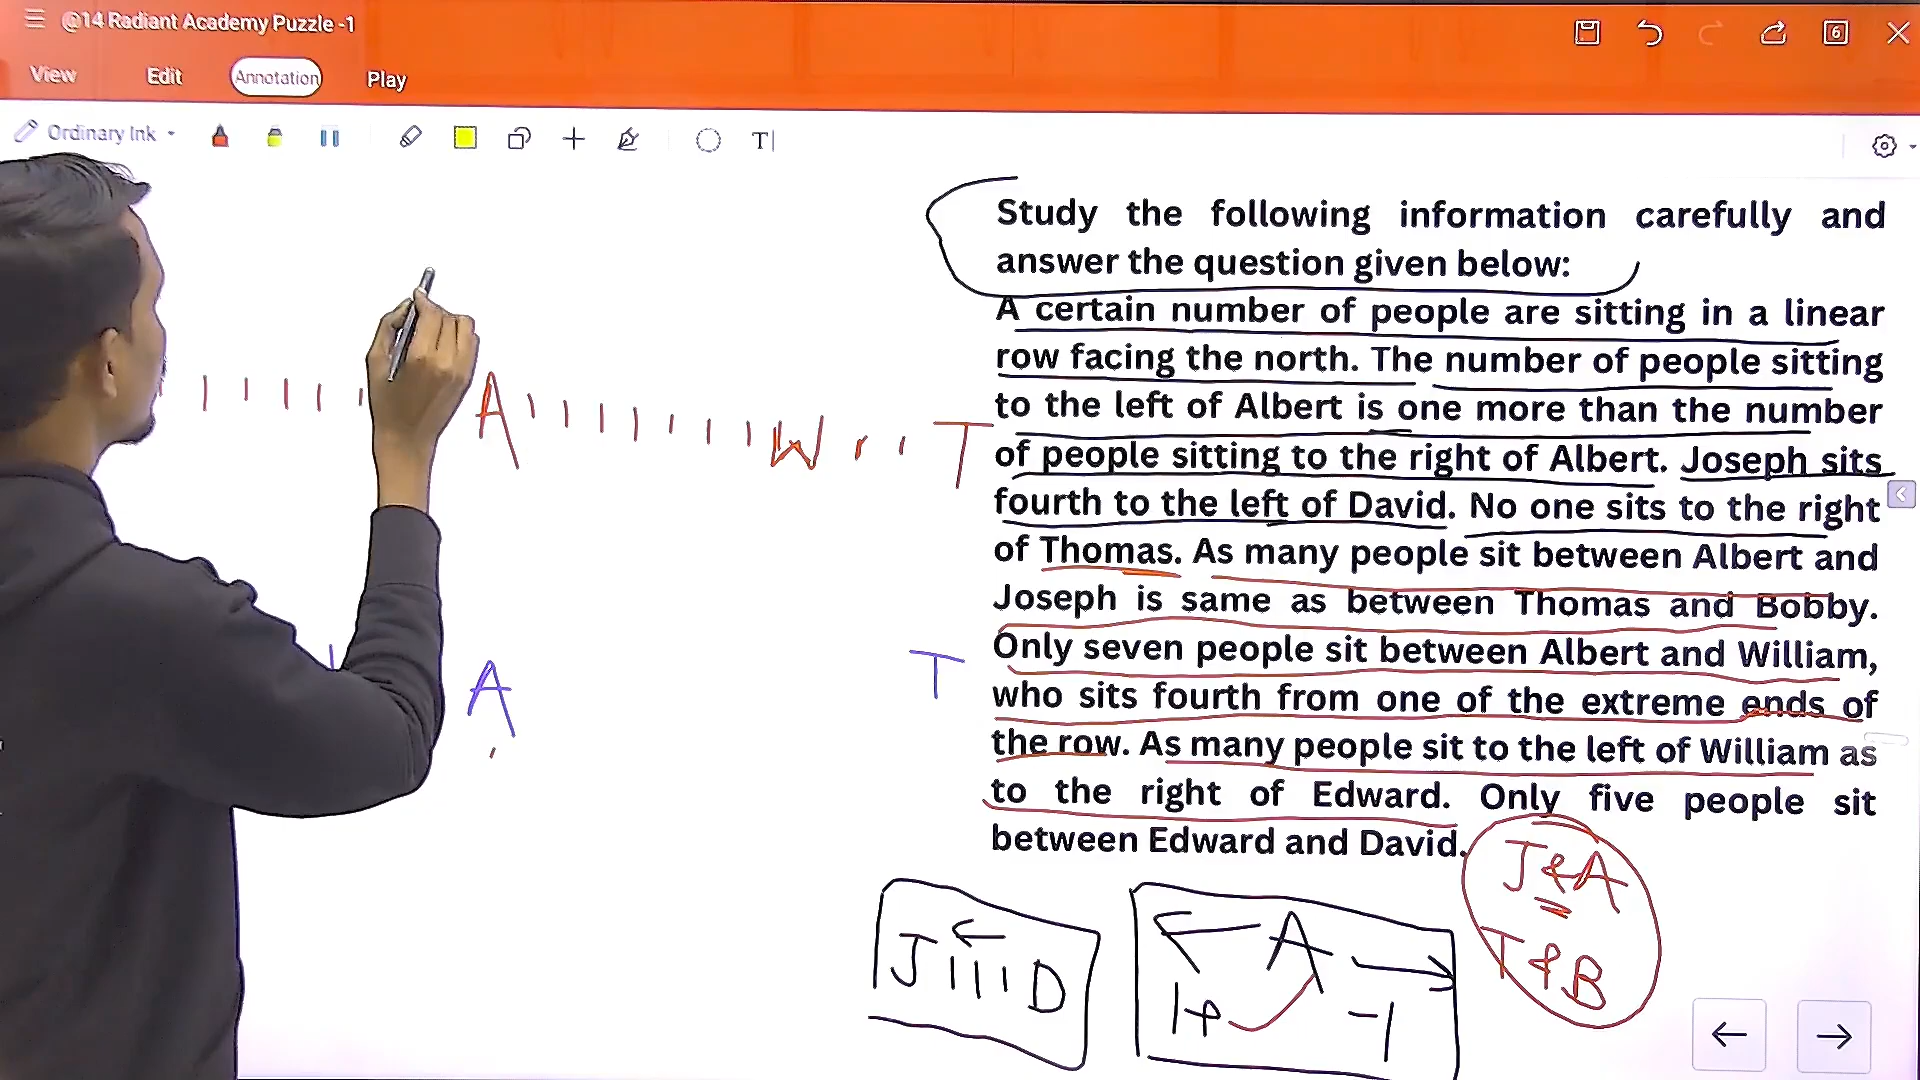 @14 Radiant Academy Puzzle -1
6
View Edit Annotation Play
Ordinary Ink
T|
Study the following information carefully and
answer the question given below:
A certain number of people are sitting in a linear
row facing the north. The number of people sitting
to the left of Albert is one more than the number
of people sitting to the right of Albert. Joseph sits
fourth to the left of David. No one sits to the right
of Thomas. As many people sit between Albert and
Joseph is same as between Thomas and Bobby.
Only seven people sit between Albert and William,
who sits fourth from one of the extreme ends of
the row. As many people sit to the left of William as
to the right of Edward. Only five people sit
between Edward and David.
A W T
A T
J D
A
1+ -1
J & A
T & B